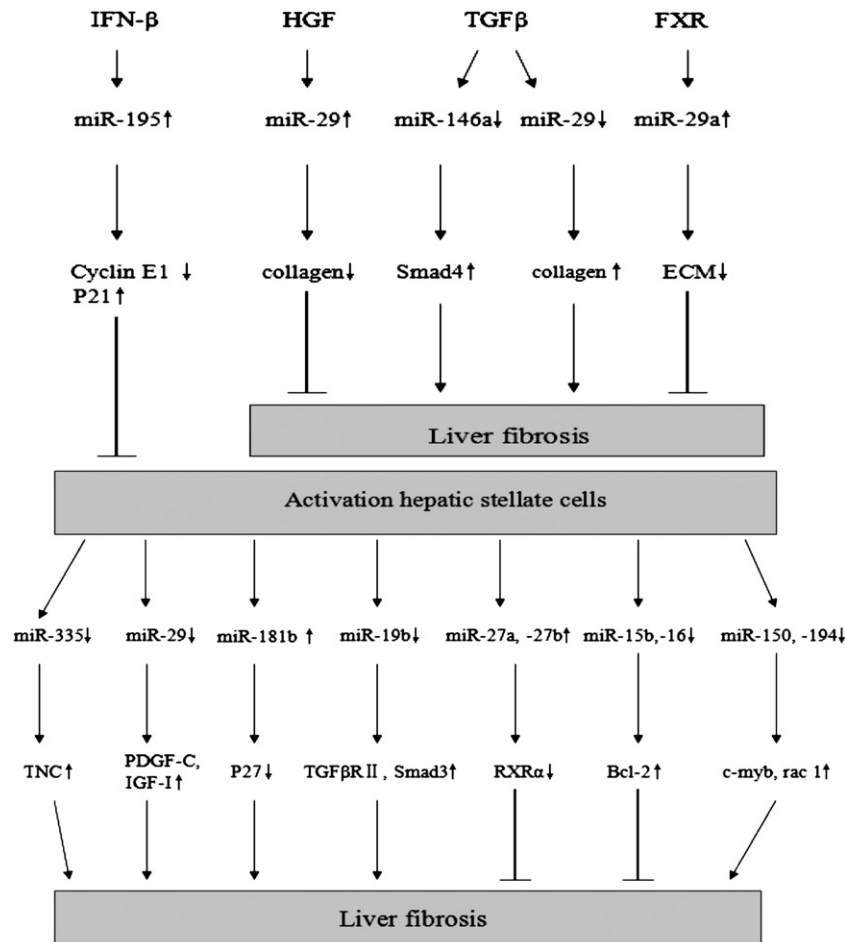 IFN-β HGF TGFβ FXR
miR-195↑ miR-29↑ miR-146a↓ miR-29↓ miR-29a↑
Cyclin E1 ↓ collagen↓ Smad4↑ collagen↑ ECM↓
P21↑
Liver fibrosis
Activation hepatic stellate cells
miR-335↓ miR-29↓ miR-181b ↑ miR-19b↓ miR-27a, -27b↑ miR-15b,-16↓ miR-150, -194↓
TNC↑ PDGF-C, P27↓ TGFβRⅡ, Smad3↑ RXRα↓ Bcl-2↑ c-myb, rac 1↑
IGF-I↑
Liver fibrosis